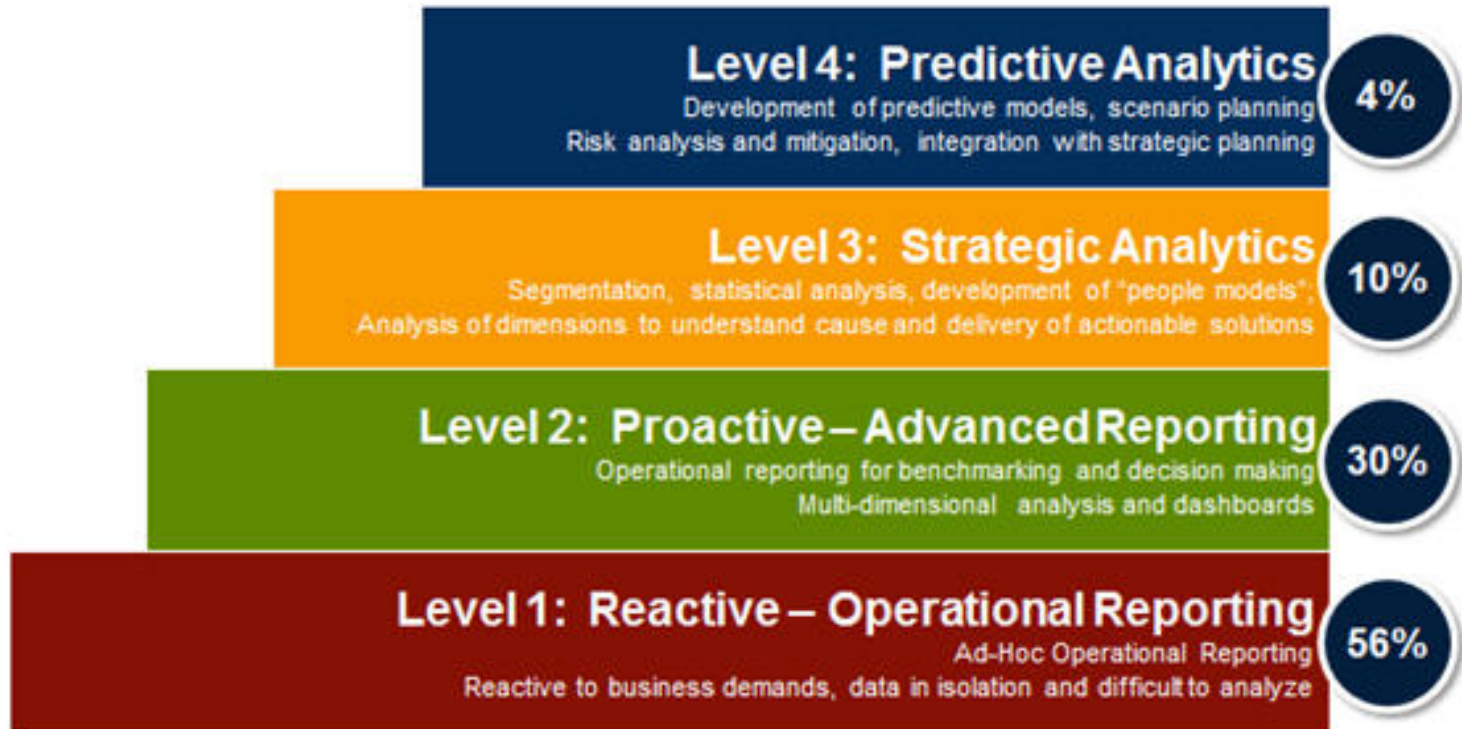 Level 4: Predictive Analytics
Development of predictive models, scenario planning
Risk analysis and mitigation, integration with strategic planning
4%
Level 3: Strategic Analytics
Segmentation, statistical analysis, development of "people models";
Analysis of dimensions to understand cause and delivery of actionable solutions
10%
Level 2: Proactive – Advanced Reporting
Operational reporting for benchmarking and decision making
Multi-dimensional analysis and dashboards
30%
Level 1: Reactive – Operational Reporting
Ad-Hoc Operational Reporting
Reactive to business demands, data in isolation and difficult to analyze
56%